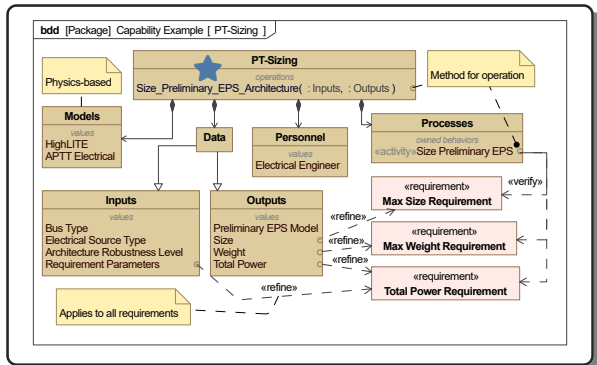 bdd [Package] Capability Example [ PT-Sizing ]
PT-Sizing
operations
Size_Preliminary_EPS_Architecture( : Inputs, : Outputs )
Method for operation
Physics-based
Models
values
HighLITE
APTT Electrical
Data
Personnel
values
Electrical Engineer
Processes
owned behaviors
«activity»Size Preliminary EPS
Inputs
values
Bus Type
Electrical Source Type
Architecture Robustness Level
Requirement Parameters
Outputs
values
Preliminary EPS Model
Size
Weight
Total Power
«requirement»
Max Size Requirement
«verify»
«refine»
«requirement»
Max Weight Requirement
«refine»
«requirement»
Total Power Requirement
«refine»
«refine»
Applies to all requirements